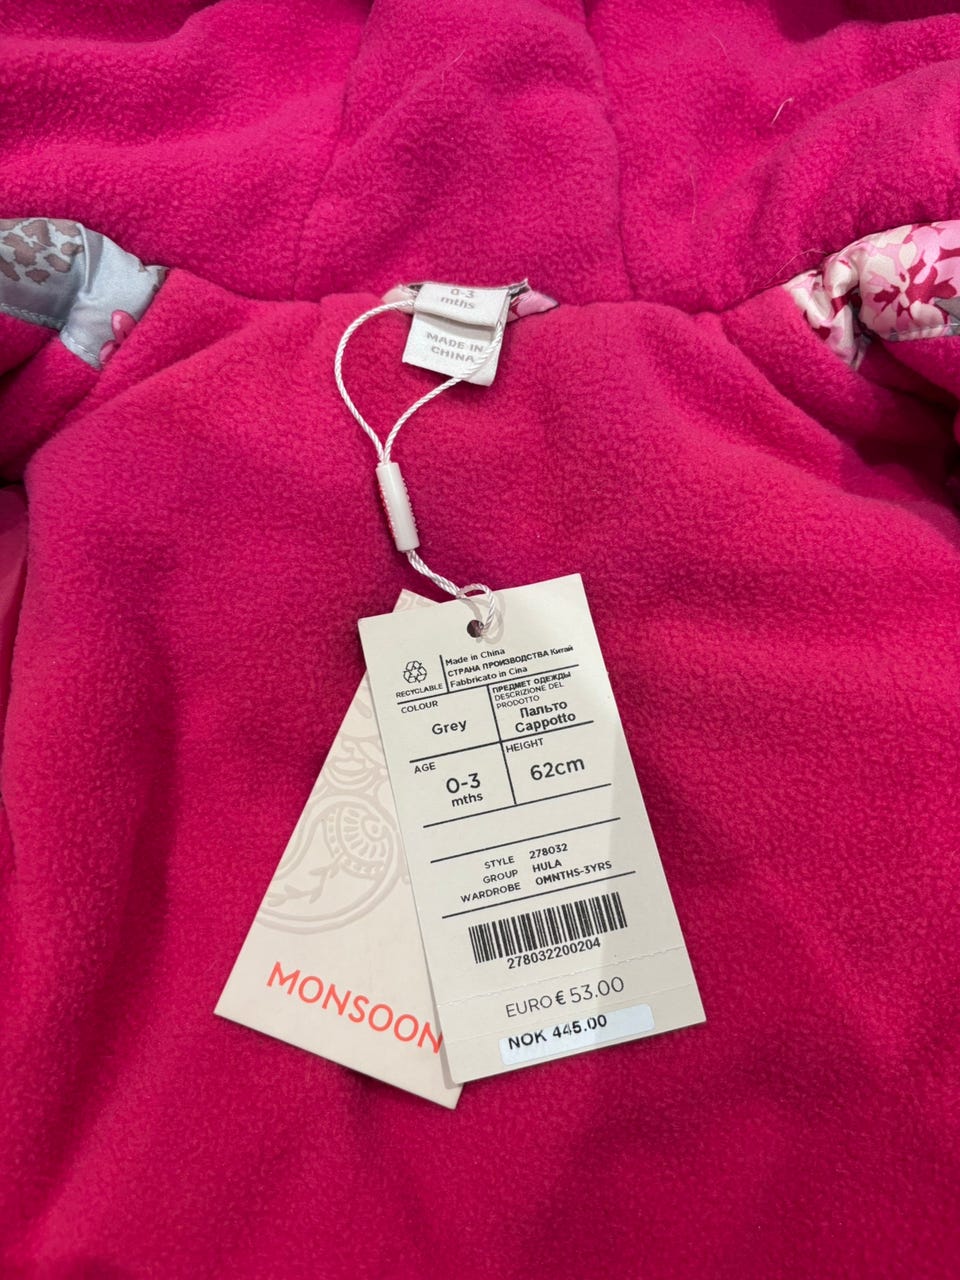 0-3
mths
MADE IN
CHINA
RECYCLABLE
Made in China
СТРАНА ПРОИЗВОДСТВА Китай
Fabbricato in Cina
COLOUR
Grey
ПРЕДМЕТ ОДЕЖДЫ
DESCRIZIONE DEL
PRODOTTO
Пальто
Cappotto
AGE
0-3
mths
HEIGHT
62cm
STYLE 278032
GROUP HULA
WARDROBE 0MNTHS-3YRS
278032200204
EURO € 53.00
NOK 445.00
MONSOON